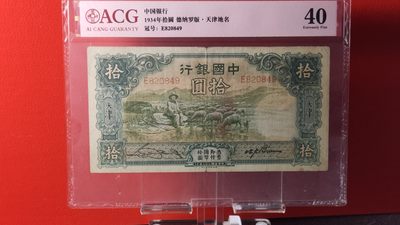 ACG
AI CANG GUARANTY
中国银行
1934年拾圆 德纳罗版·天津地名
冠号: E820849
40
Extremely Fine
拾 中國銀行 拾
E820849 E820849
圓拾
拾 拾